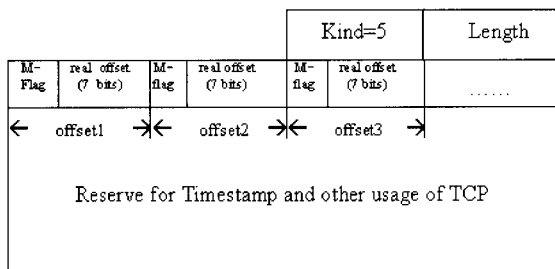 Kind=5 Length
M-Flag real offset (7 bits) M-flag real offset (7 bits) M-flag real offset (7 bits) ......
offset1 offset2 offset3
Reserve for Timestamp and other usage of TCP